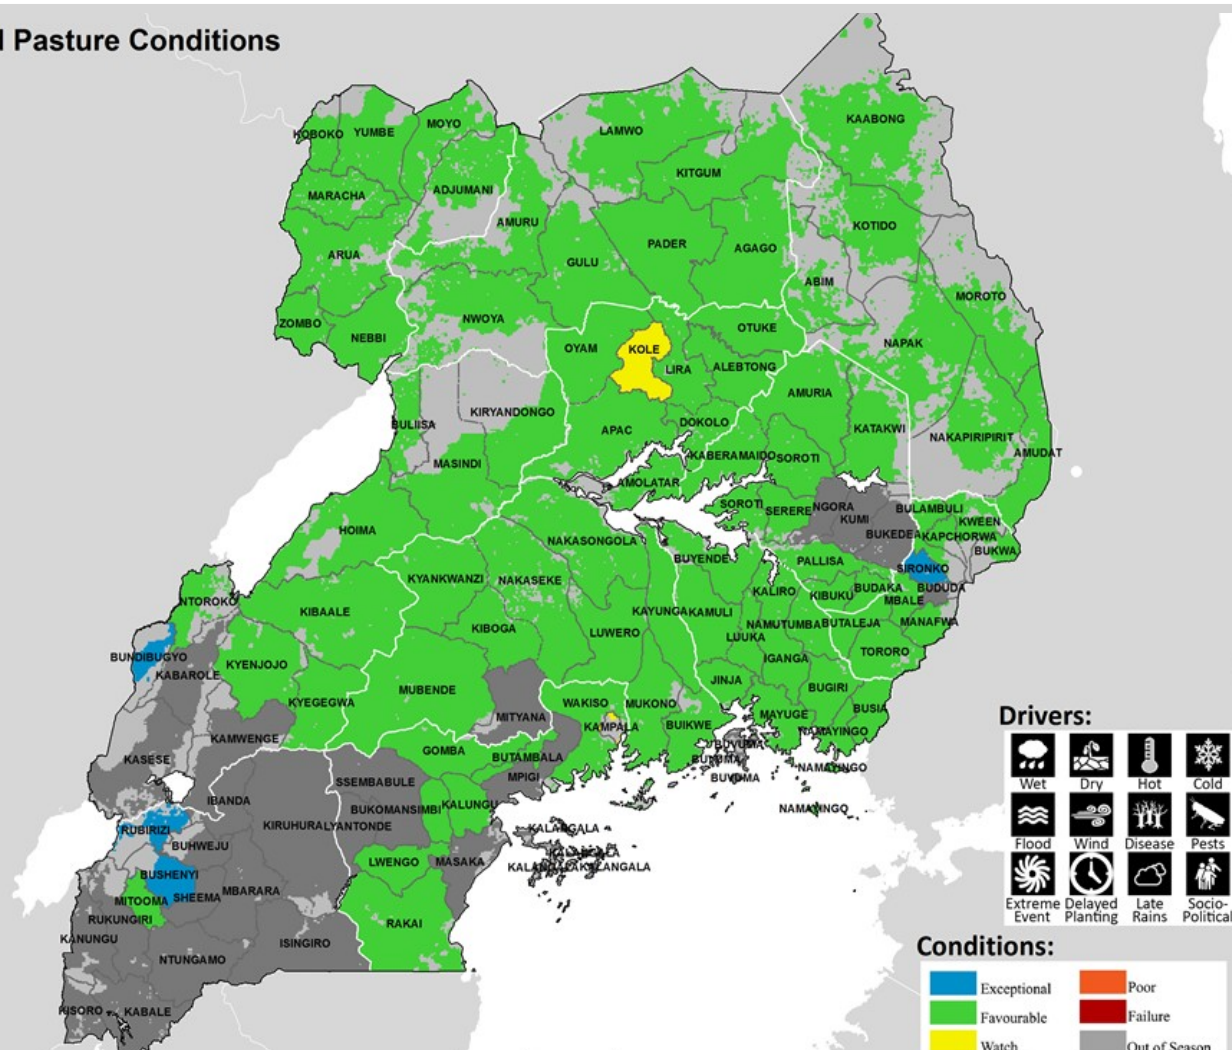 Pasture Conditions
KAABONG
MOYO
KOBOKO YUMBE
LAMWO
KITGUM
ADJUMANI
MARACHA
AMURU
KOTIDO
PADER
AGAGO
ARUA
GULU
ABIM
MOROTO
NWOYA
ZOMBO
OTUKE
NEBBI
NAPAK
OYAM
KOLE
LIRA
ALEBTONG
AMURIA
KIRYANDONGO
BULIISA
DOKOLO
APAC
KATAKWI
NAKAPIRIPIRIT
AMUDAT
KABERAMAIDO SOROTI
MASINDI
AMOLATAR
SOROTI
SERERE
NGORA
KUMI
BULAMBULI
KWEEN
HOIMA
NAKASONGOLA
BUKEDEA
KAPCHORWA
BUKWA
BUYENDE
PALLISA
SIRONKO
KYANKWANZI
NAKASEKE
KALIRO
KIBUKU
BUDAKA
BUDUDA
MBALE
NTOROKO
KIBAALE
KAYUNGA KAMULI
NAMUTUMBA BUTALEJA
MANAFWA
KIBOGA
LUWERO
LUUKA
TORORO
BUNDIBUGYO
KYENJOJO
IGANGA
KABAROLE
JINJA
BUGIRI
MUBENDE
KYEGEGWA
WAKISO
MUKONO
MAYUGE
BUSIA
MITYANA
KAMPALA
BUIKWE
NAMAYINGO
KAMWENGE
GOMBA
BUTAMBALA
BUVUMA
KASESE
BUVUMA
NAMAYINGO
SSEMBABULE
MPIGI
BUVUMA
IBANDA
BUKOMANSIMBI
KALUNGU
NAMAYINGO
RUBIRIZI
KIRUHURA LYANTONDE
KALANGALA
BUHWEJU
LWENGO
MASAKA
KALANGALA
KALANGALA KALANGALA
BUSHENYI
MITOOMA
SHEEMA
MBARARA
RUKUNGIRI
RAKAI
KANUNGU
ISINGIRO
NTUNGAMO
KISORO
KABALE
Drivers:
Wet Dry Hot Cold
Flood Wind Disease Pests
Extreme Event Delayed Planting Late Rains Socio-Political
Conditions:
Exceptional Poor
Favourable Failure
Watch Out of Season